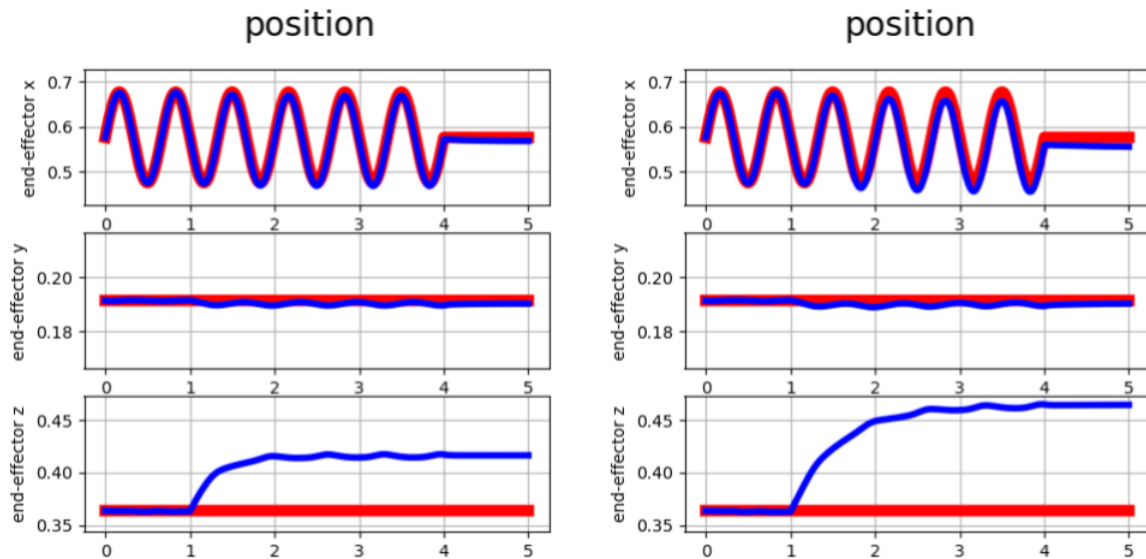 position
end-effector x
0.7
0.6
0.5
0 1 2 3 4 5
end-effector y
0.20
0.18
0 1 2 3 4 5
end-effector z
0.45
0.40
0.35
0 1 2 3 4 5
position
end-effector x
0.7
0.6
0.5
0 1 2 3 4 5
end-effector y
0.20
0.18
0 1 2 3 4 5
end-effector z
0.45
0.40
0.35
0 1 2 3 4 5